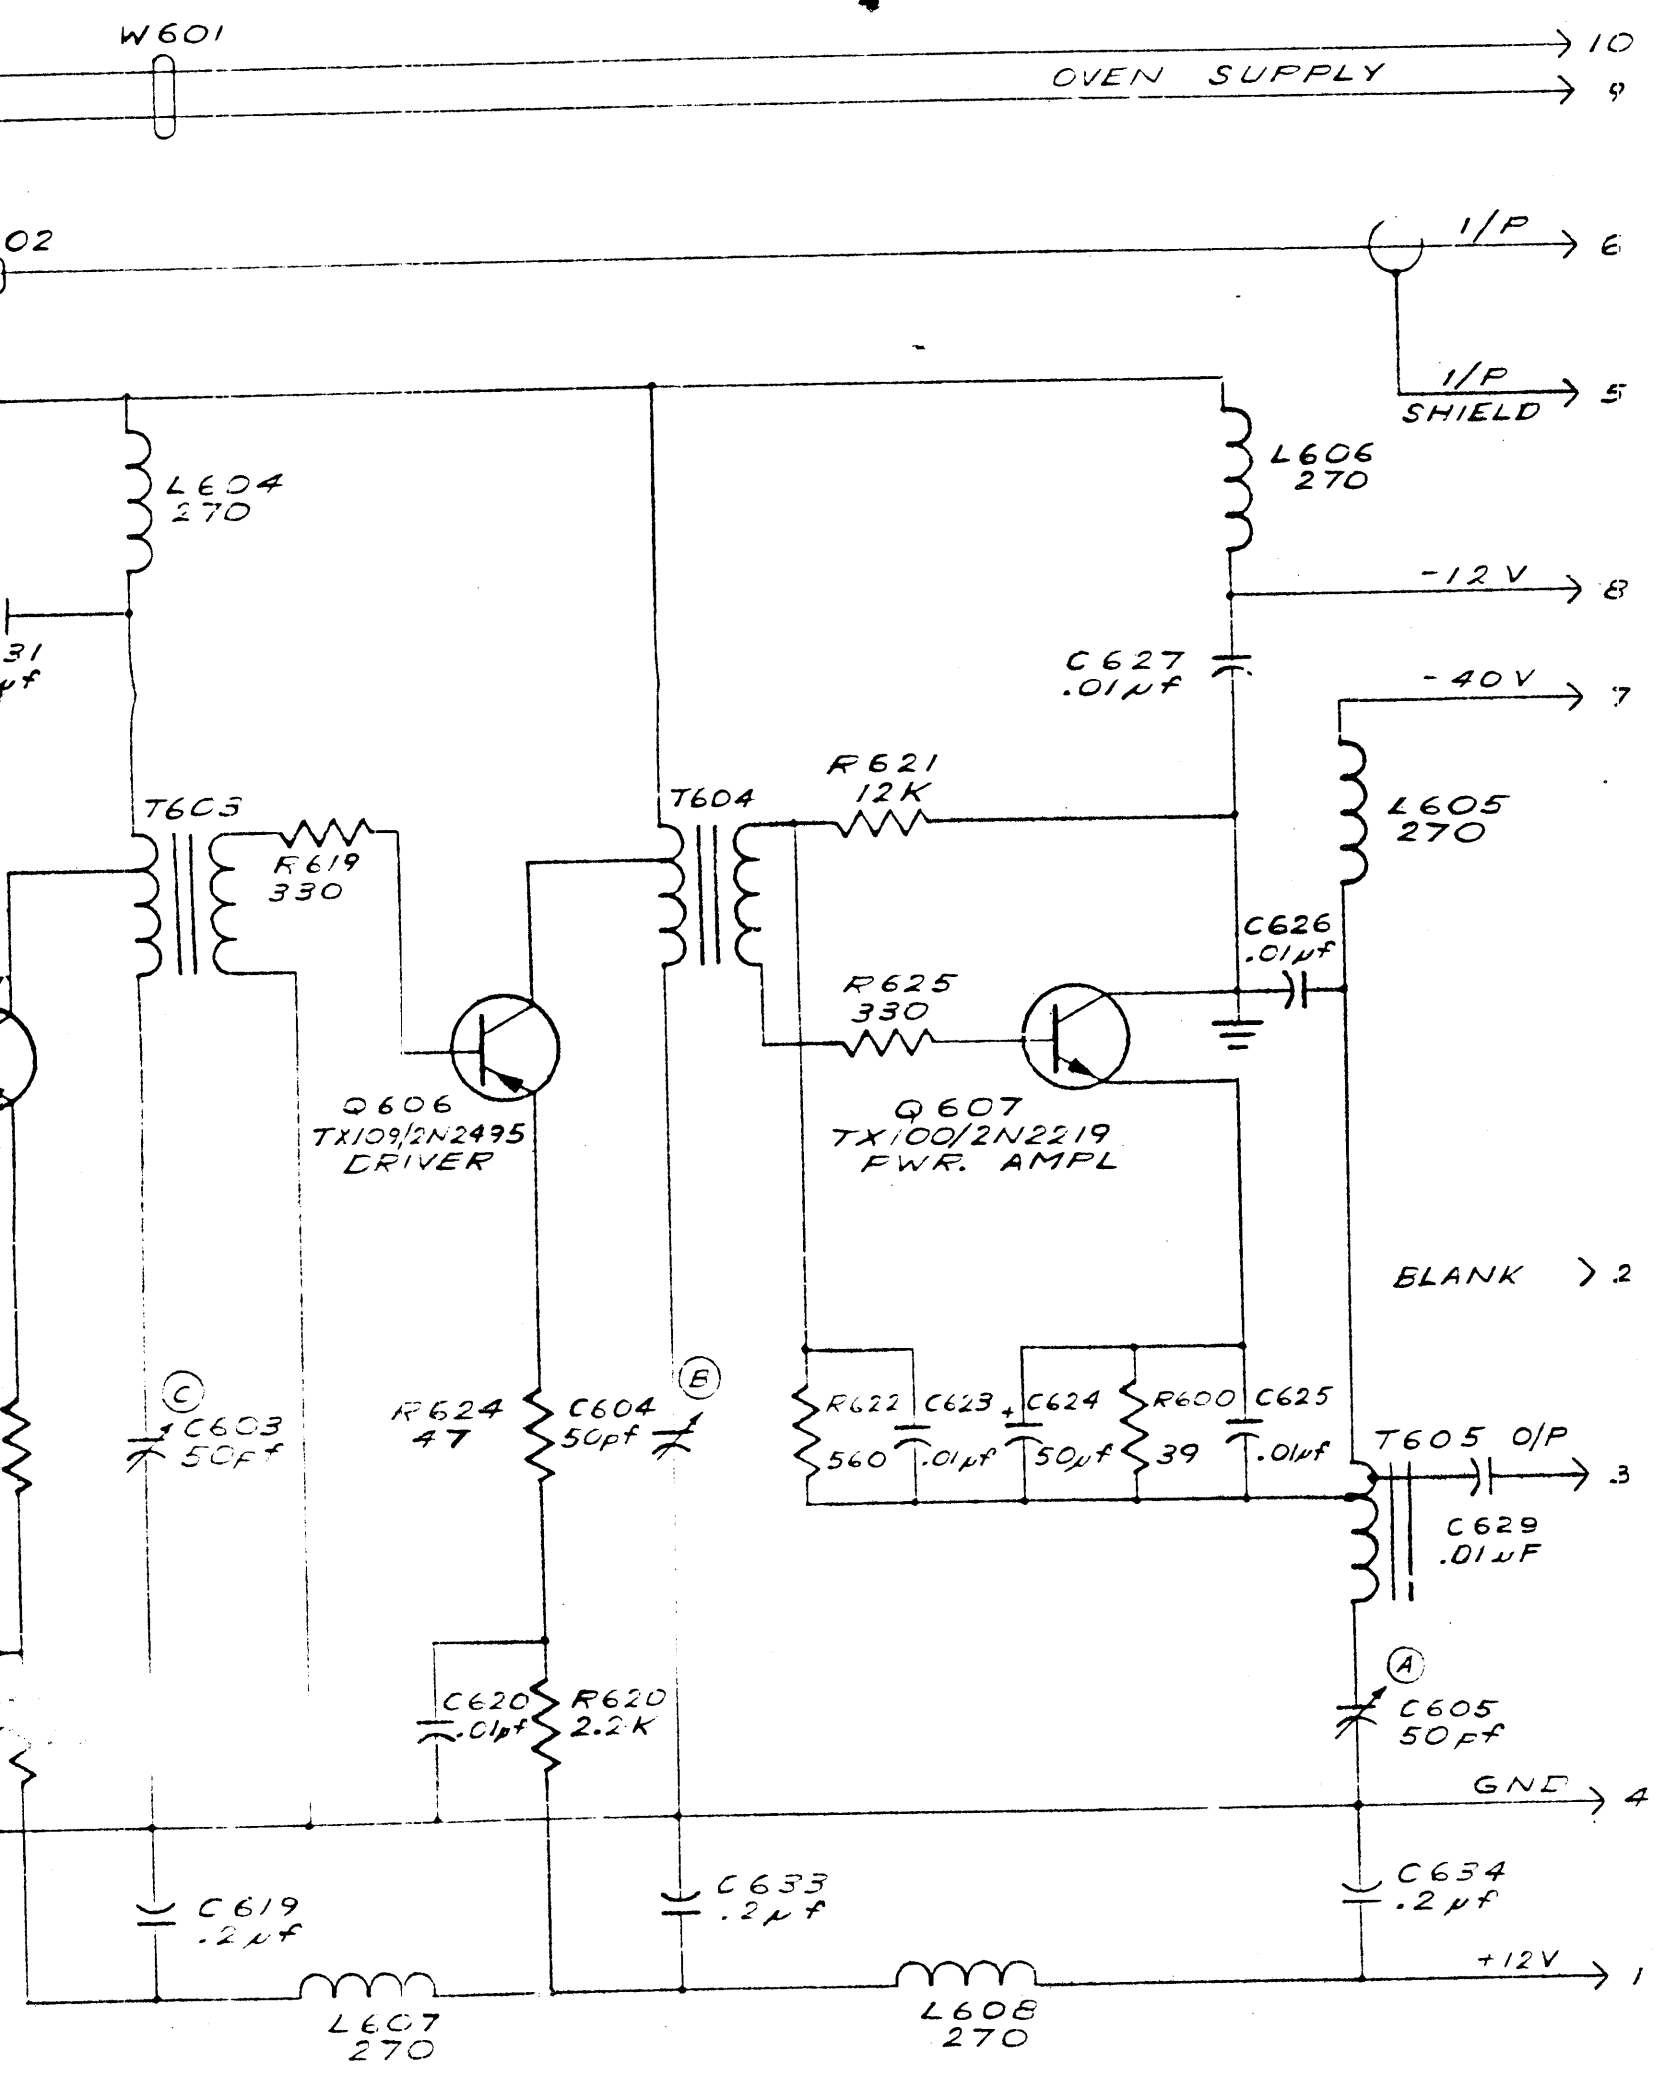 W601
10
OVEN SUPPLY
9
02
I/P
6
I/P
5
SHIELD
L604
270
L606
270
-12V
8
31
µf
C627
.01µf
-40V
7
T603
R619
330
T604
R621
12K
L605
270
C626
.01µf
R625
330
Q606
TX109/2N2495
DRIVER
Q607
TX100/2N2219
PWR. AMPL
BLANK
2
C
C603
50pf
R624
47
C604
50pf
B
R622
560
C623
.01µf
+
C624
50µf
R600
39
C625
.01µf
T605
O/P
3
C629
.01µF
C620
.01µf
R620
2.2K
A
C605
50pf
GND
4
C619
.2µf
C633
.2µf
C634
.2µf
+12V
1
L607
270
L608
270